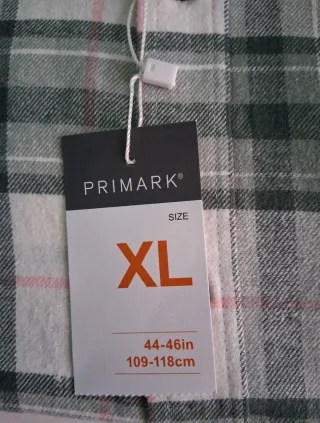 PRIMARK®
SIZE
XL
44-46in
109-118cm